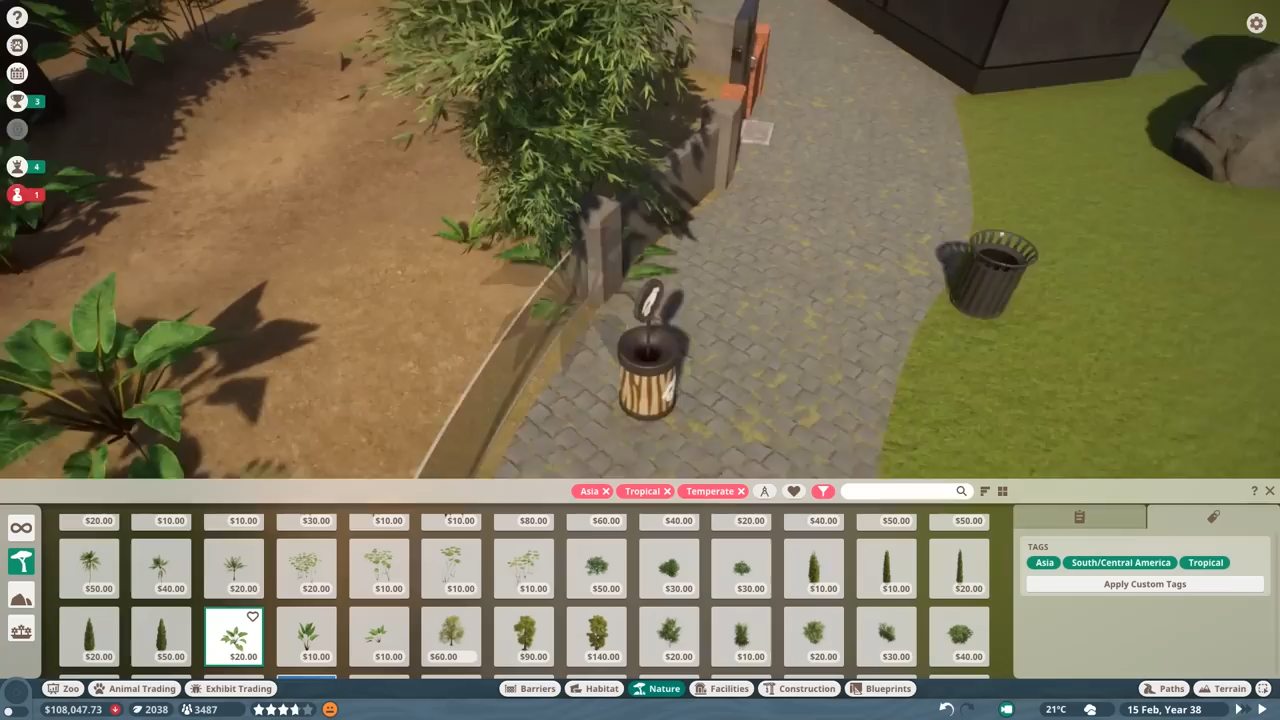 ?
3
4
1
Asia ✕ Tropical ✕ Temperate ✕
? ✕
$20.00 $10.00 $10.00 $30.00 $10.00 $10.00 $80.00 $60.00 $40.00 $20.00 $40.00 $50.00 $50.00
$50.00 $40.00 $20.00 $20.00 $10.00 $10.00 $10.00 $50.00 $30.00 $30.00 $10.00 $10.00 $20.00
$20.00 $50.00 $20.00 $10.00 $10.00 $60.00 $90.00 $140.00 $20.00 $10.00 $20.00 $30.00 $40.00
TAGS
Asia South/Central America Tropical
Apply Custom Tags
Zoo Animal Trading Exhibit Trading Barriers Habitat Nature Facilities Construction Blueprints Paths Terrain
$108,047.73 2038 3487 21°C 15 Feb, Year 38